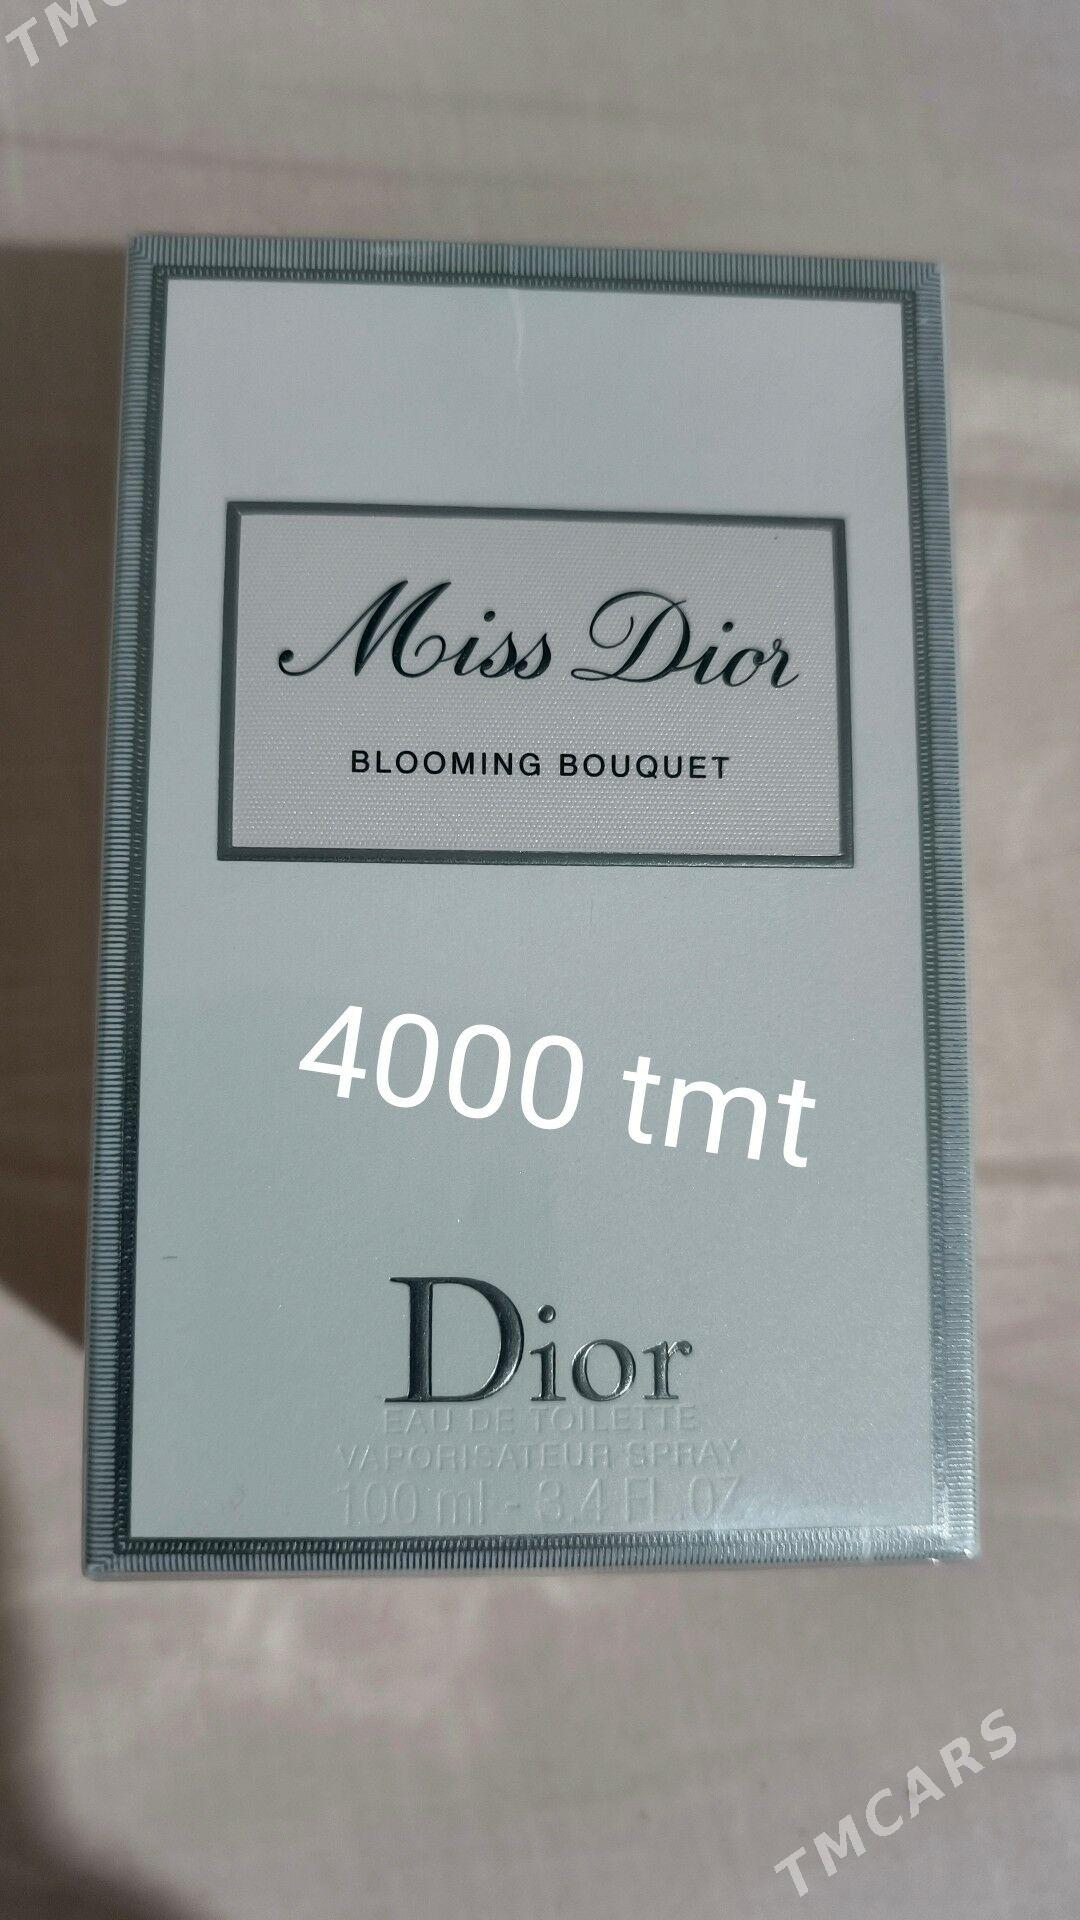 Miss Dior
BLOOMING BOUQUET
4000 tmt
Dior
EAU DE TOILETTE
VAPORISATEUR SPRAY
100 ml - 3.4 FL.OZ
TMCARS